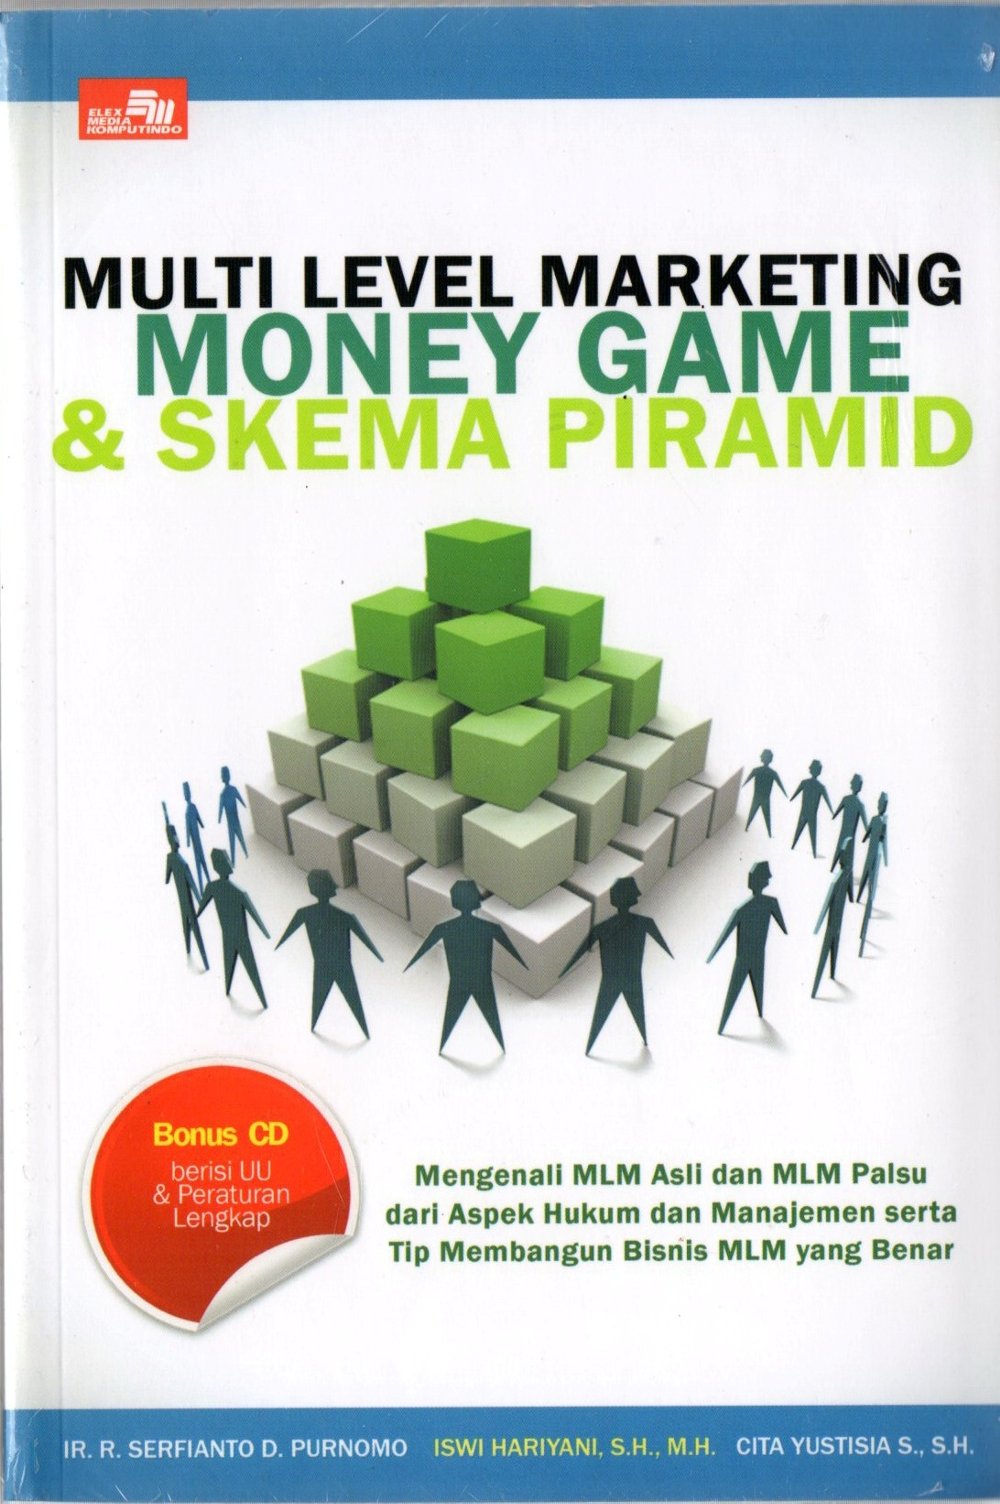 ELEX
MEDIA
KOMPUTINDO
MULTI LEVEL MARKETING
MONEY GAME
& SKEMA PIRAMID
Bonus CD
berisi UU
& Peraturan
Lengkap
Mengenali MLM Asli dan MLM Palsu
dari Aspek Hukum dan Manajemen serta
Tip Membangun Bisnis MLM yang Benar
IR. R. SERFIANTO D. PURNOMO ISWI HARIYANI, S.H., M.H. CITA YUSTISIA S., S.H.